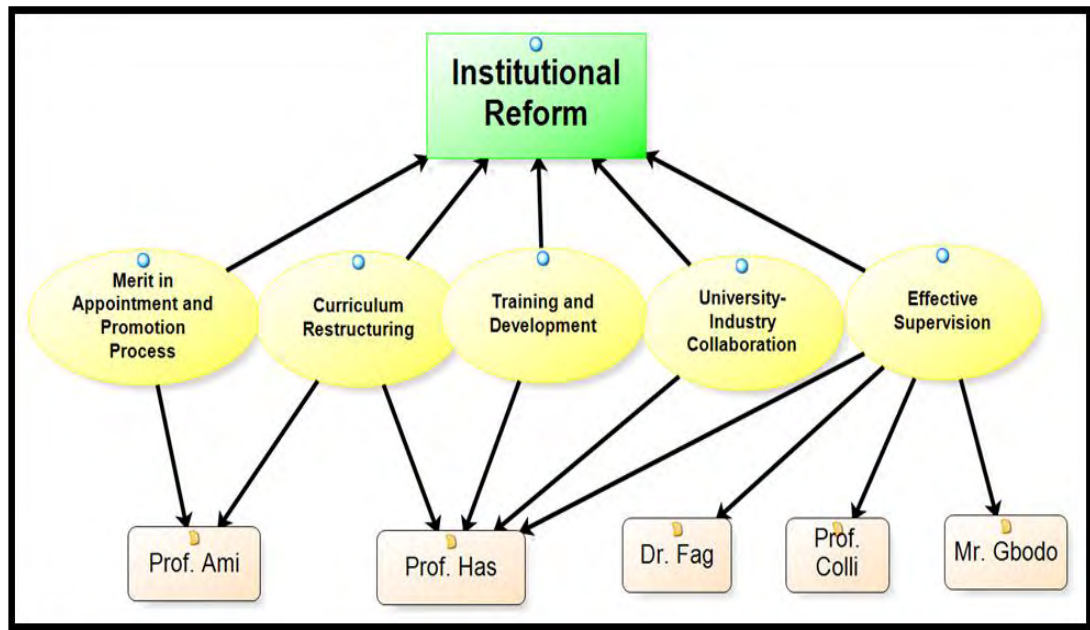 Institutional
Reform
Merit in
Appointment and
Promotion
Process
Curriculum
Restructuring
Training and
Development
University-
Industry
Collaboration
Effective
Supervision
Prof. Ami
Prof. Has
Dr. Fag
Prof.
Colli
Mr. Gbodo